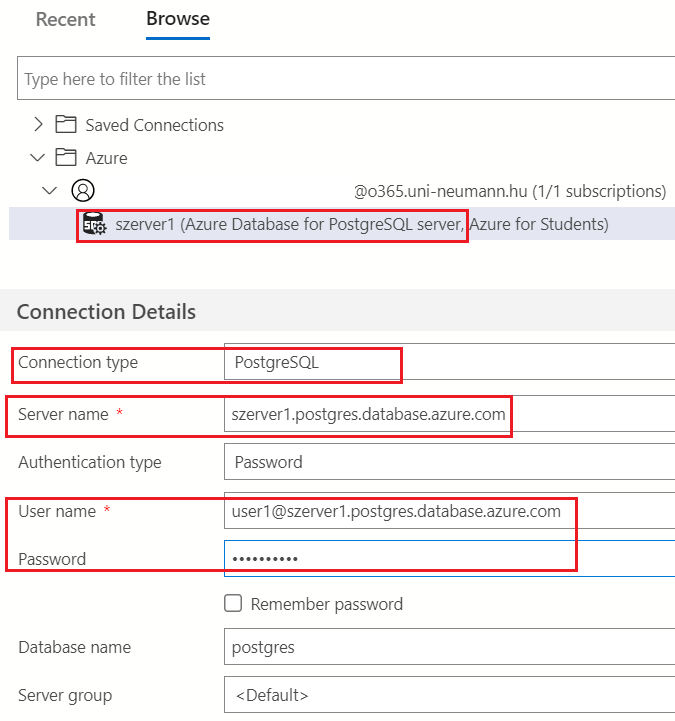 Recent Browse
Type here to filter the list
Saved Connections
Azure
@o365.uni-neumann.hu (1/1 subscriptions)
szerver1 (Azure Database for PostgreSQL server, Azure for Students)
Connection Details
Connection type PostgreSQL
Server name * szerver1.postgres.database.azure.com
Authentication type Password
User name * user1@szerver1.postgres.database.azure.com
Password ••••••••••
Remember password
Database name postgres
Server group <Default>